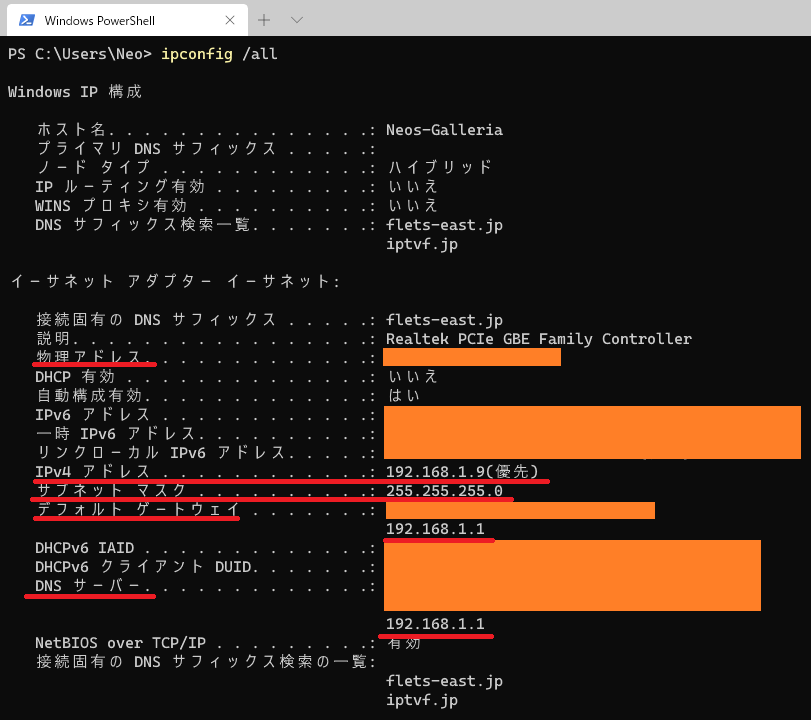 Windows PowerShell
PS C:\Users\Neo> ipconfig /all
Windows IP 構成
ホスト名. . . . . . . . . . . . . . .: Neos-Galleria
プライマリ DNS サフィックス . . . . .:
ノード タイプ . . . . . . . . . . . .: ハイブリッド
IP ルーティング有効 . . . . . . . . .: いいえ
WINS プロキシ有効 . . . . . . . . . .: いいえ
DNS サフィックス検索一覧. . . . . . .: flets-east.jp
iptvf.jp
イーサネット アダプター イーサネット:
接続固有の DNS サフィックス . . . . .: flets-east.jp
説明. . . . . . . . . . . . . . . . .: Realtek PCIe GBE Family Controller
物理アドレス. . . . . . . . . . . . .:
DHCP 有効 . . . . . . . . . . . . . .: いいえ
自動構成有効. . . . . . . . . . . . .: はい
IPv6 アドレス . . . . . . . . . . . .:
一時 IPv6 アドレス. . . . . . . . . .:
リンクローカル IPv6 アドレス. . . . .:
IPv4 アドレス . . . . . . . . . . . .: 192.168.1.9(優先)
サブネット マスク . . . . . . . . . .: 255.255.255.0
デフォルト ゲートウェイ . . . . . . .:
192.168.1.1
DHCPv6 IAID . . . . . . . . . . . . .:
DHCPv6 クライアント DUID. . . . . . .:
DNS サーバー. . . . . . . . . . . . .:
192.168.1.1
NetBIOS over TCP/IP . . . . . . . . .: 有効
接続固有の DNS サフィックス検索の一覧:
flets-east.jp
iptvf.jp